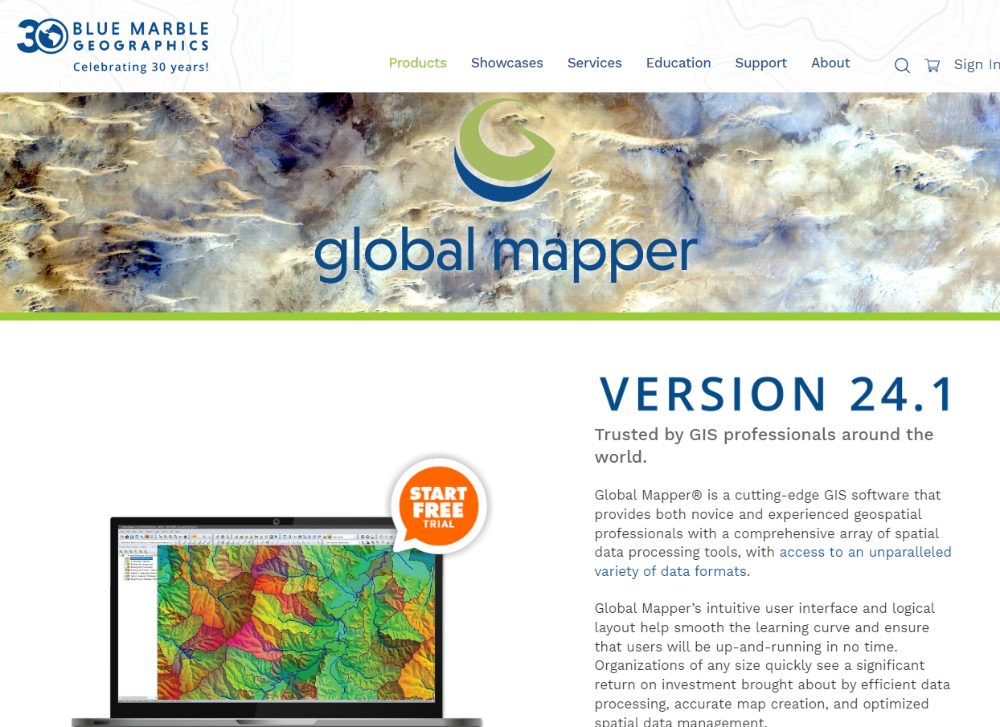 30 BLUE MARBLE
GEOGRAPHICS
Celebrating 30 years!
Products Showcases Services Education Support About Sign In
global mapper
VERSION 24.1
Trusted by GIS professionals around the
world.
START
FREE
TRIAL
Global Mapper® is a cutting-edge GIS software that
provides both novice and experienced geospatial
professionals with a comprehensive array of spatial
data processing tools, with access to an unparalleled
variety of data formats.
Global Mapper’s intuitive user interface and logical
layout help smooth the learning curve and ensure
that users will be up-and-running in no time.
Organizations of any size quickly see a significant
return on investment brought about by efficient data
processing, accurate map creation, and optimized
spatial data management.